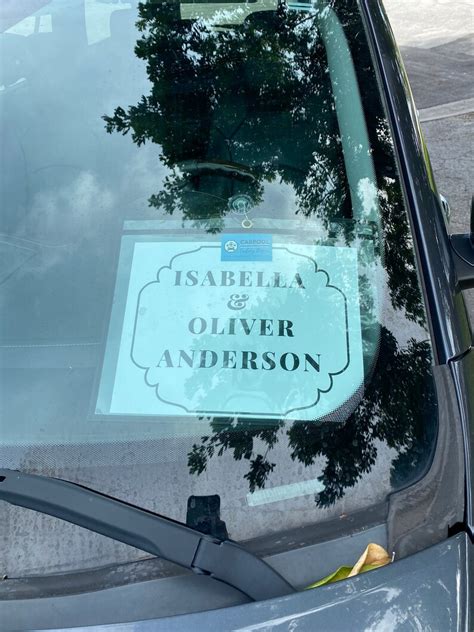 CARPOOL
ISABELLA
&
OLIVER
ANDERSON